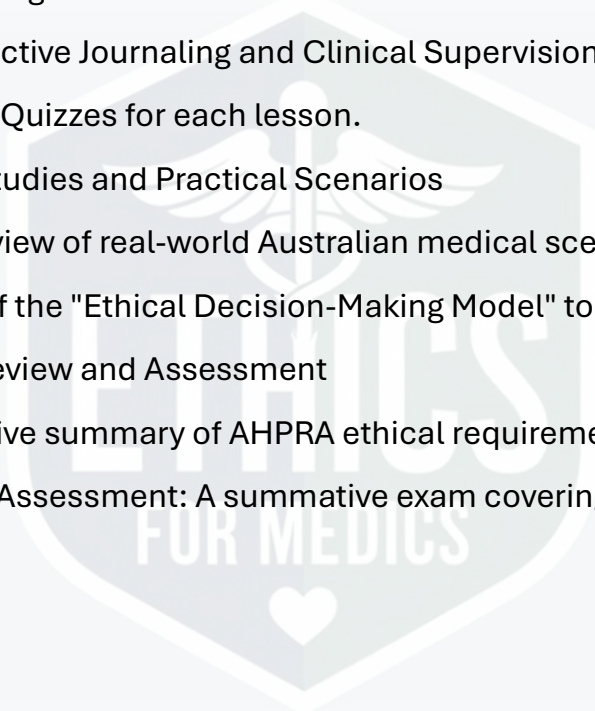 ctive Journaling and Clinical Supervision
Quizzes for each lesson.
tudies and Practical Scenarios
view of real-world Australian medical sce
f the "Ethical Decision-Making Model" to
eview and Assessment
ive summary of AHPRA ethical requireme
Assessment: A summative exam covering
ETHICS
FOR MEDICS